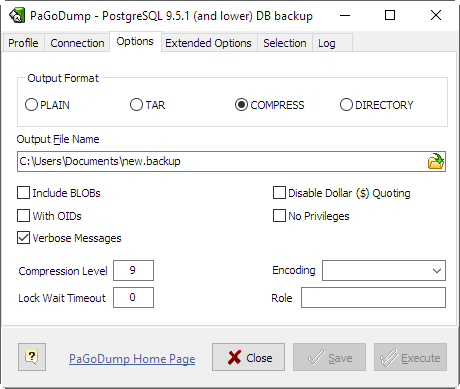 PaGoDump - PostgreSQL 9.5.1 (and lower) DB backup
Profile Connection Options Extended Options Selection Log
Output Format
PLAIN TAR COMPRESS DIRECTORY
Output File Name
C:\Users\Documents\new.backup
Include BLOBs Disable Dollar ($) Quoting
With OIDs No Privileges
Verbose Messages
Compression Level 9 Encoding
Lock Wait Timeout 0 Role
? PaGoDump Home Page Close Save Execute